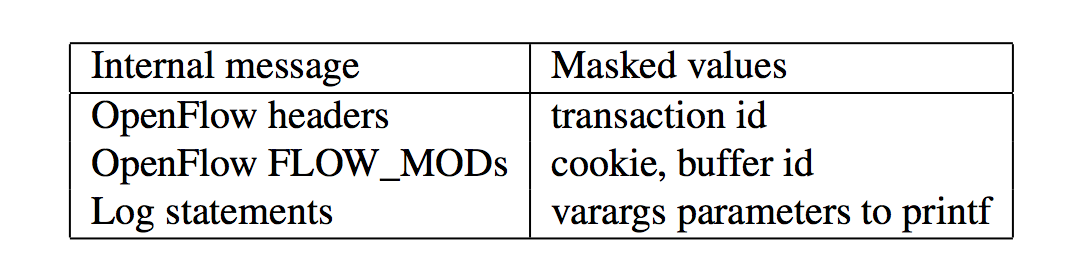 Internal message Masked values
OpenFlow headers transaction id
OpenFlow FLOW_MODs cookie, buffer id
Log statements varargs parameters to printf